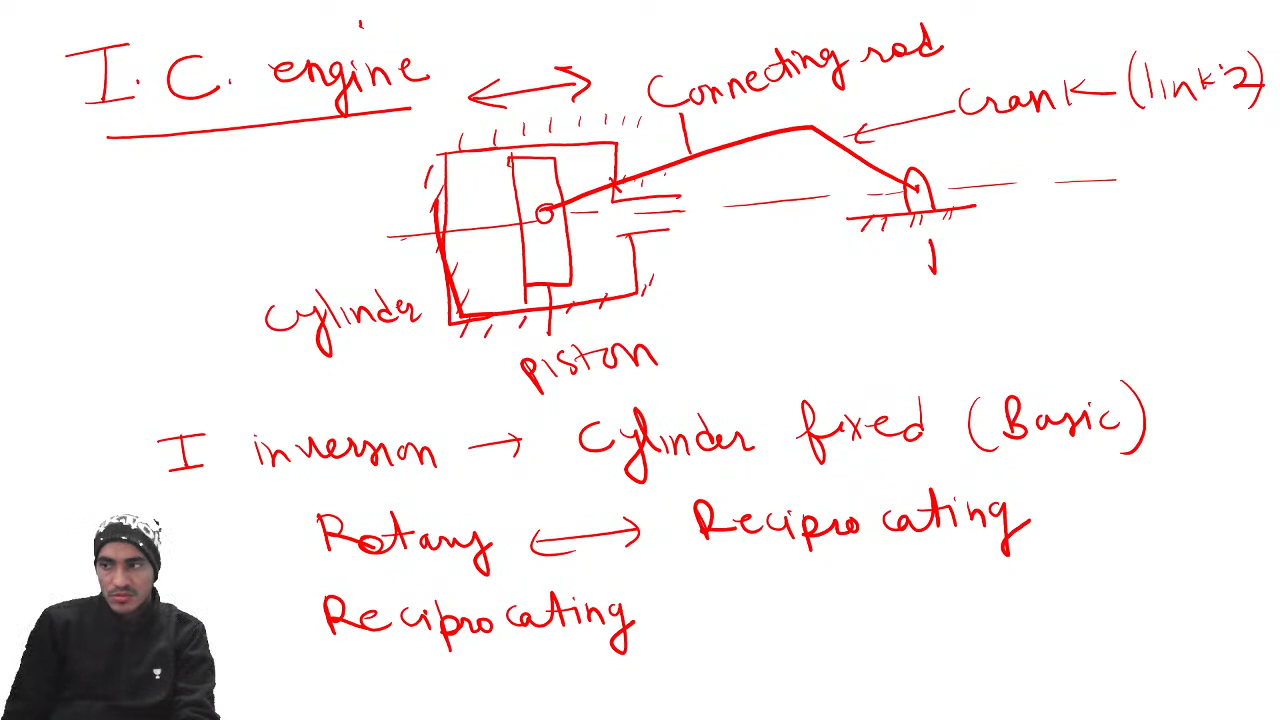 I.C. engine
Connecting rod
crank (link 2)
cylinder
piston
I inversion → Cylinder fixed (Basic)
Rotary ⟷ Reciprocating
Reciprocating